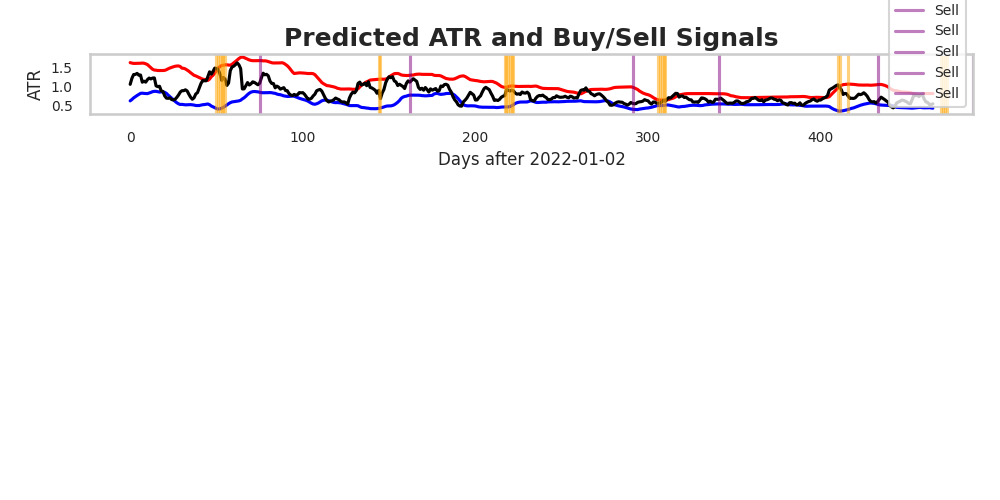 Predicted ATR and Buy/Sell Signals
Sell
Sell
Sell
Sell
Sell
ATR
1.5
1.0
0.5
0 100 200 300 400
Days after 2022-01-02